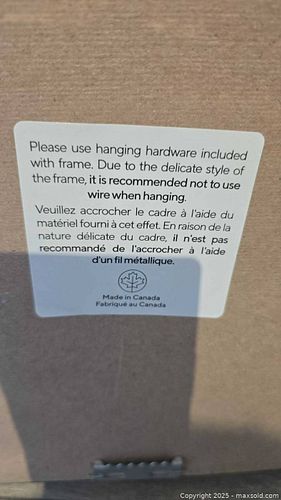 Please use hanging hardware included
with frame. Due to the delicate style of
the frame, it is recommended not to use
wire when hanging.
Veuillez accrocher le cadre à l'aide du
matériel fourni à cet effet. En raison de la
nature délicate du cadre, il n'est pas
recommandé de l'accrocher à l'aide
d'un fil métallique.
Made in Canada
Fabriqué au Canada
Copyright © 2025 - maxsold.com